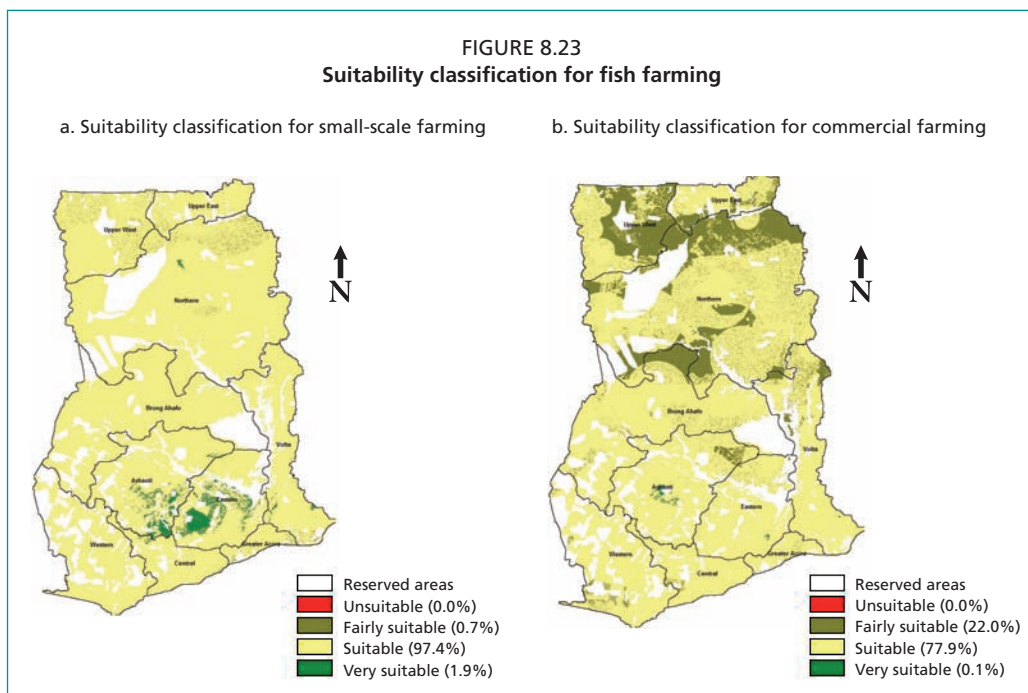 FIGURE 8.23
Suitability classification for fish farming
a. Suitability classification for small-scale farming
b. Suitability classification for commercial farming
Upper East
Upper West
Northern
Brong Ahafo
Volta
Ashanti
Eastern
Western
Central
Greater Accra
N
Reserved areas
Unsuitable (0.0%)
Fairly suitable (0.7%)
Suitable (97.4%)
Very suitable (1.9%)
Upper East
Upper West
Northern
Brong Ahafo
Volta
Ashanti
Eastern
Western
Central
Greater Accra
N
Reserved areas
Unsuitable (0.0%)
Fairly suitable (22.0%)
Suitable (77.9%)
Very suitable (0.1%)